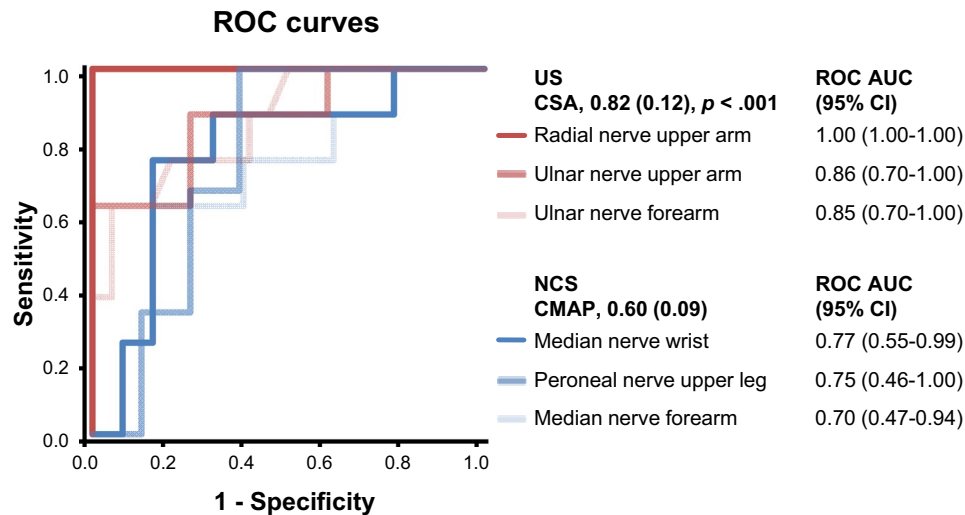 ROC curves
1.0
0.8
0.6
0.4
0.2
0.0
Sensitivity
0.0 0.2 0.4 0.6 0.8 1.0
1 - Specificity
US ROC AUC
CSA, 0.82 (0.12), p < .001 (95% CI)
Radial nerve upper arm 1.00 (1.00-1.00)
Ulnar nerve upper arm 0.86 (0.70-1.00)
Ulnar nerve forearm 0.85 (0.70-1.00)
NCS ROC AUC
CMAP, 0.60 (0.09) (95% CI)
Median nerve wrist 0.77 (0.55-0.99)
Peroneal nerve upper leg 0.75 (0.46-1.00)
Median nerve forearm 0.70 (0.47-0.94)